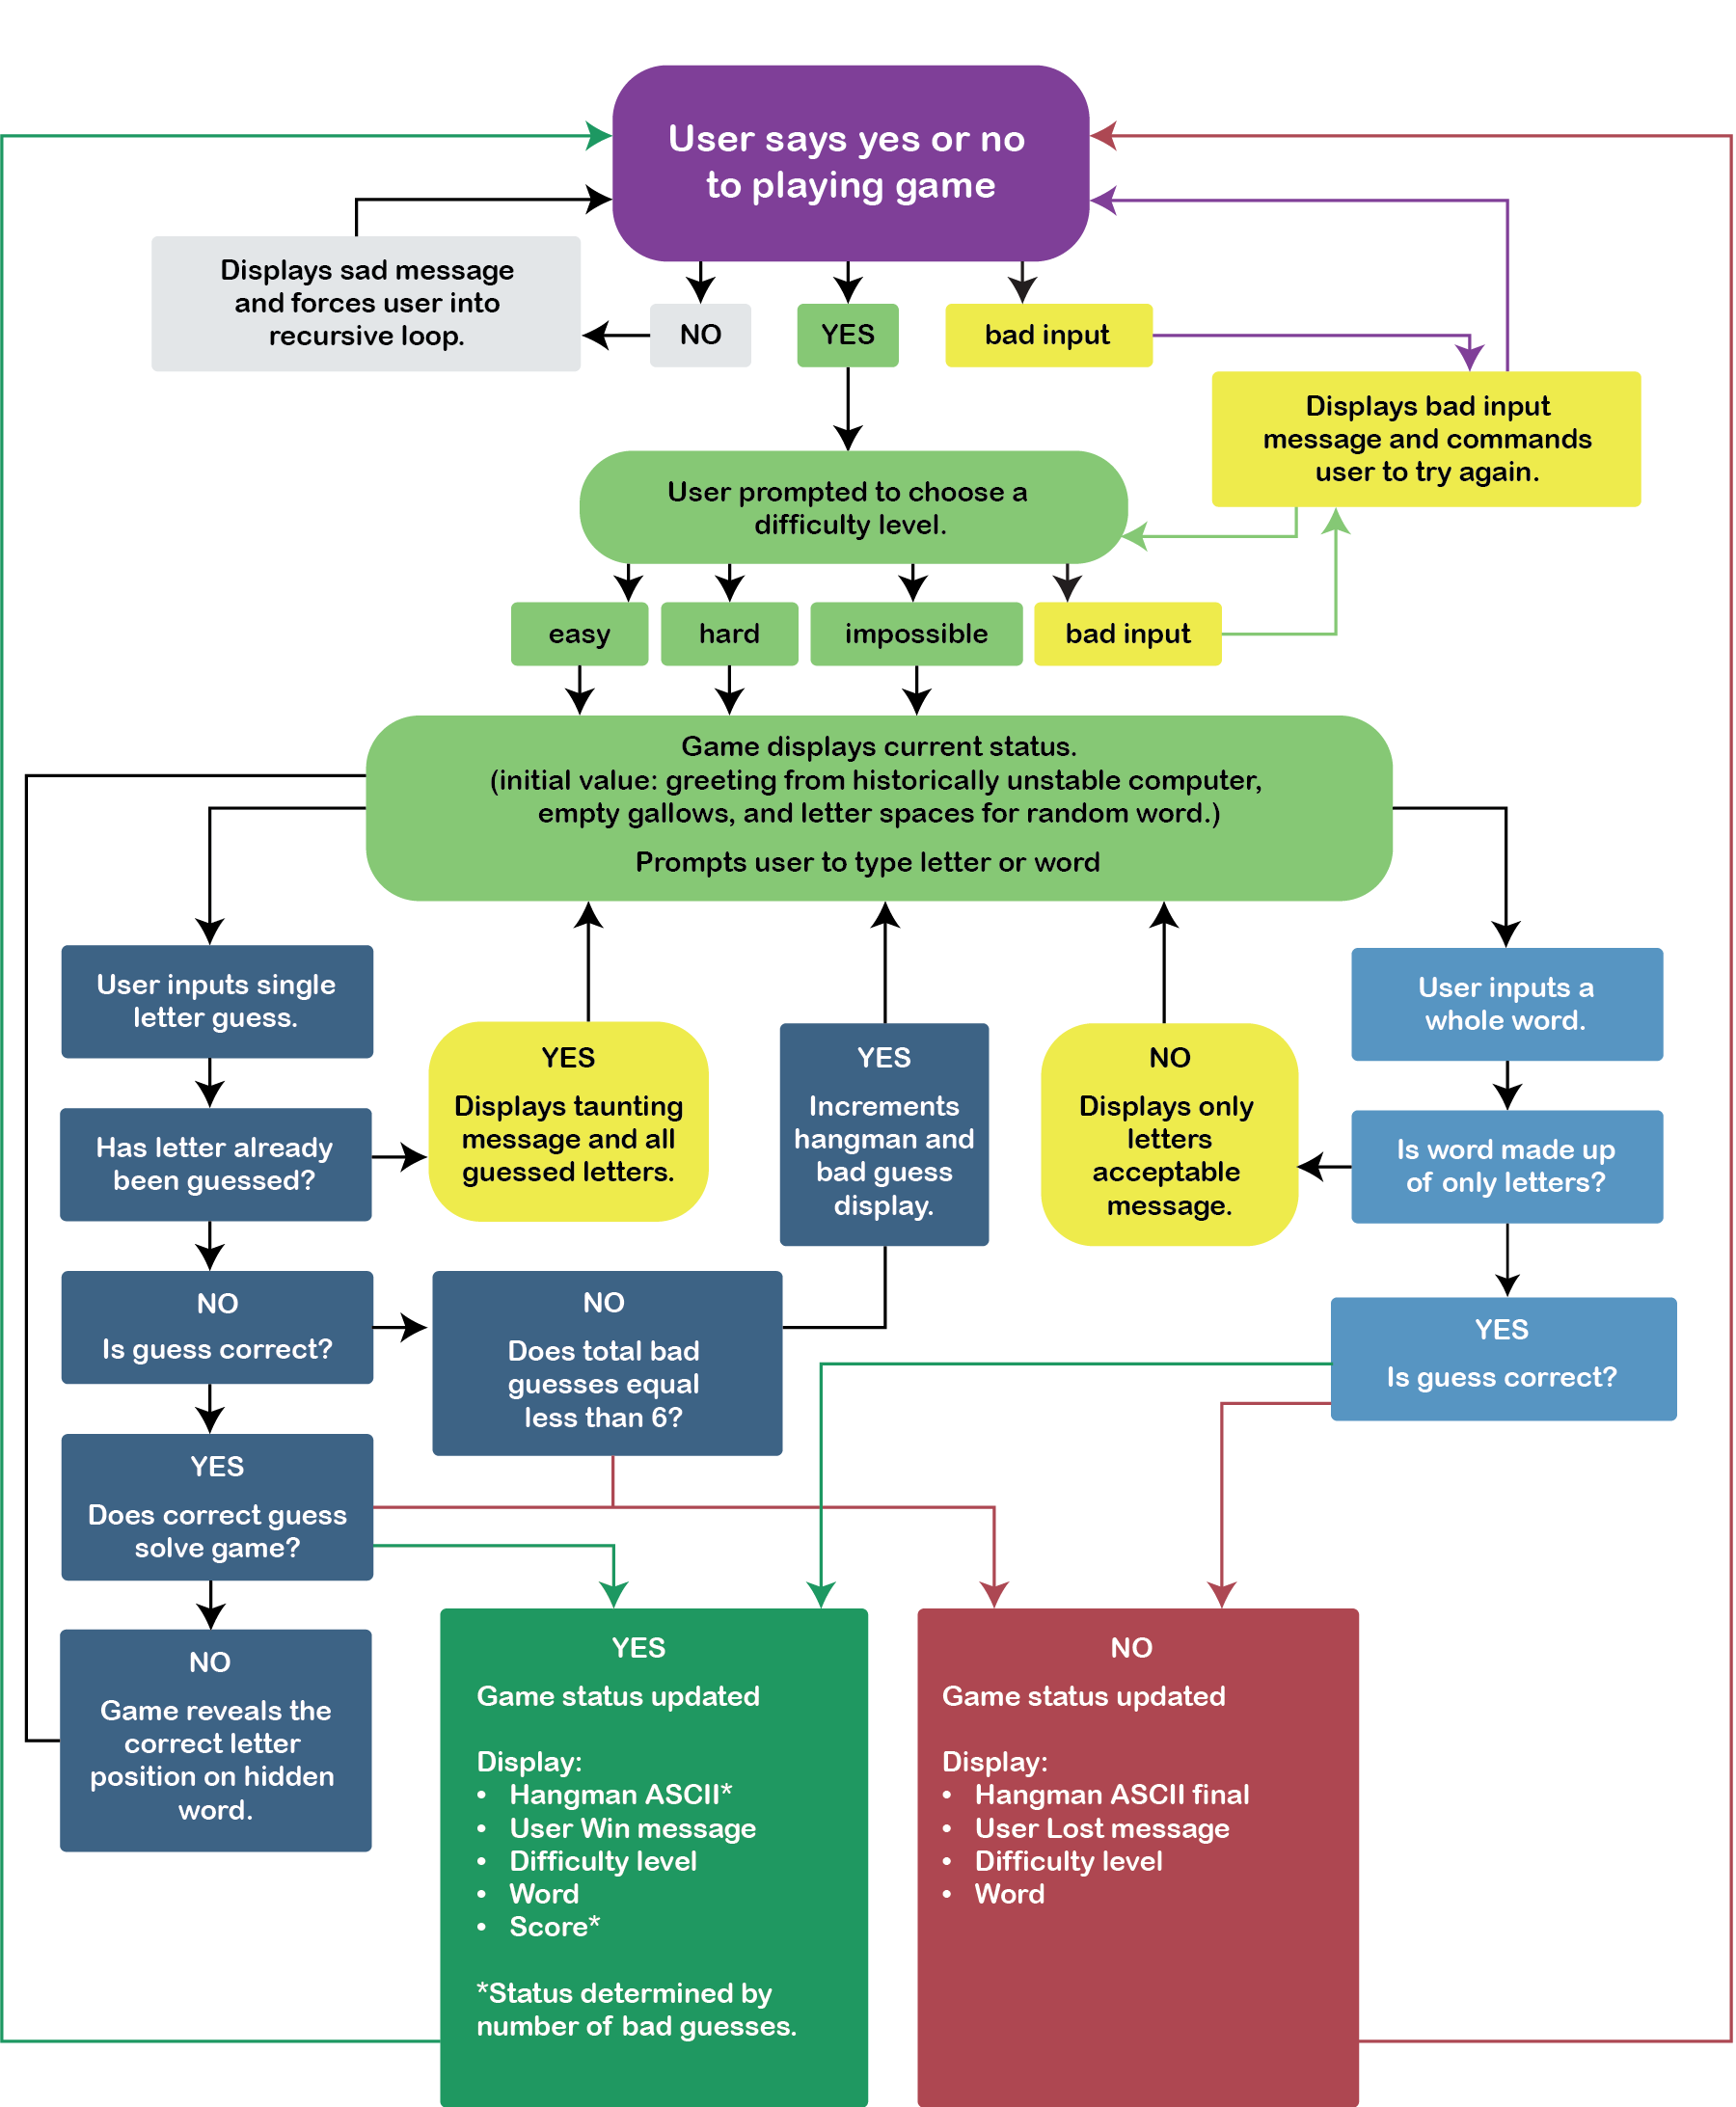 User says yes or no
to playing game
Displays sad message
and forces user into
recursive loop.
NO
YES
bad input
Displays bad input
message and commands
user to try again.
User prompted to choose a
difficulty level.
easy
hard
impossible
bad input
Game displays current status.
(initial value: greeting from historically unstable computer,
empty gallows, and letter spaces for random word.)
Prompts user to type letter or word
User inputs single
letter guess.
Has letter already
been guessed?
YES
Displays taunting
message and all
guessed letters.
YES
Increments
hangman and
bad guess
display.
NO
Displays only
letters
acceptable
message.
User inputs a
whole word.
Is word made up
of only letters?
NO
Is guess correct?
NO
Does total bad
guesses equal
less than 6?
YES
Is guess correct?
YES
Does correct guess
solve game?
NO
Game reveals the
correct letter
position on hidden
word.
YES
Game status updated
Display:
• Hangman ASCII*
• User Win message
• Difficulty level
• Word
• Score*
*Status determined by
number of bad guesses.
NO
Game status updated
Display:
• Hangman ASCII final
• User Lost message
• Difficulty level
• Word